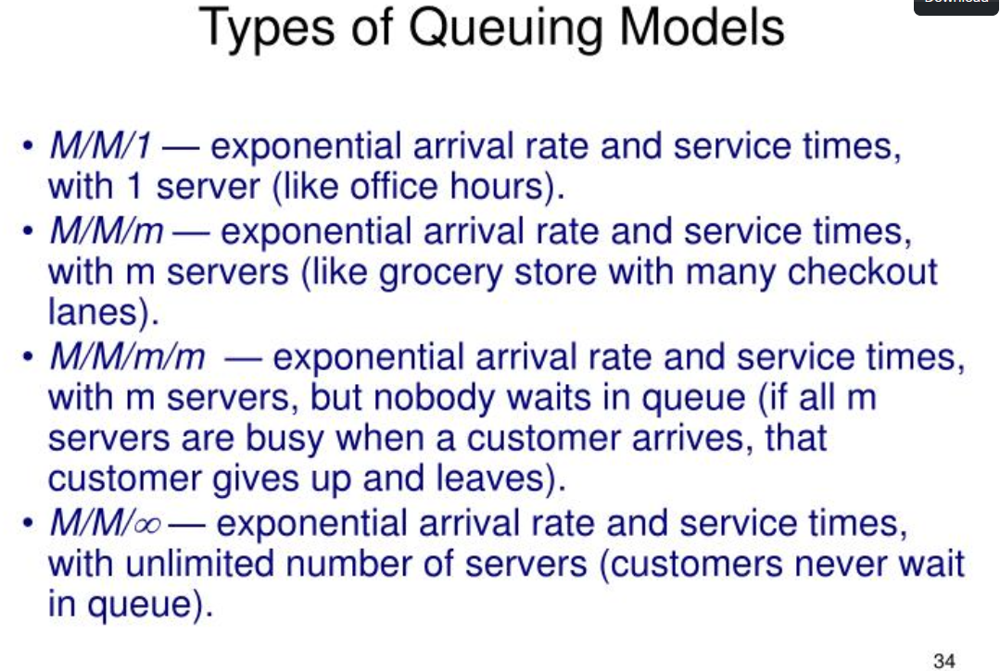 Download
Types of Queuing Models
• M/M/1 — exponential arrival rate and service times,
with 1 server (like office hours).
• M/M/m — exponential arrival rate and service times,
with m servers (like grocery store with many checkout
lanes).
• M/M/m/m — exponential arrival rate and service times,
with m servers, but nobody waits in queue (if all m
servers are busy when a customer arrives, that
customer gives up and leaves).
• M/M/∞ — exponential arrival rate and service times,
with unlimited number of servers (customers never wait
in queue).
34